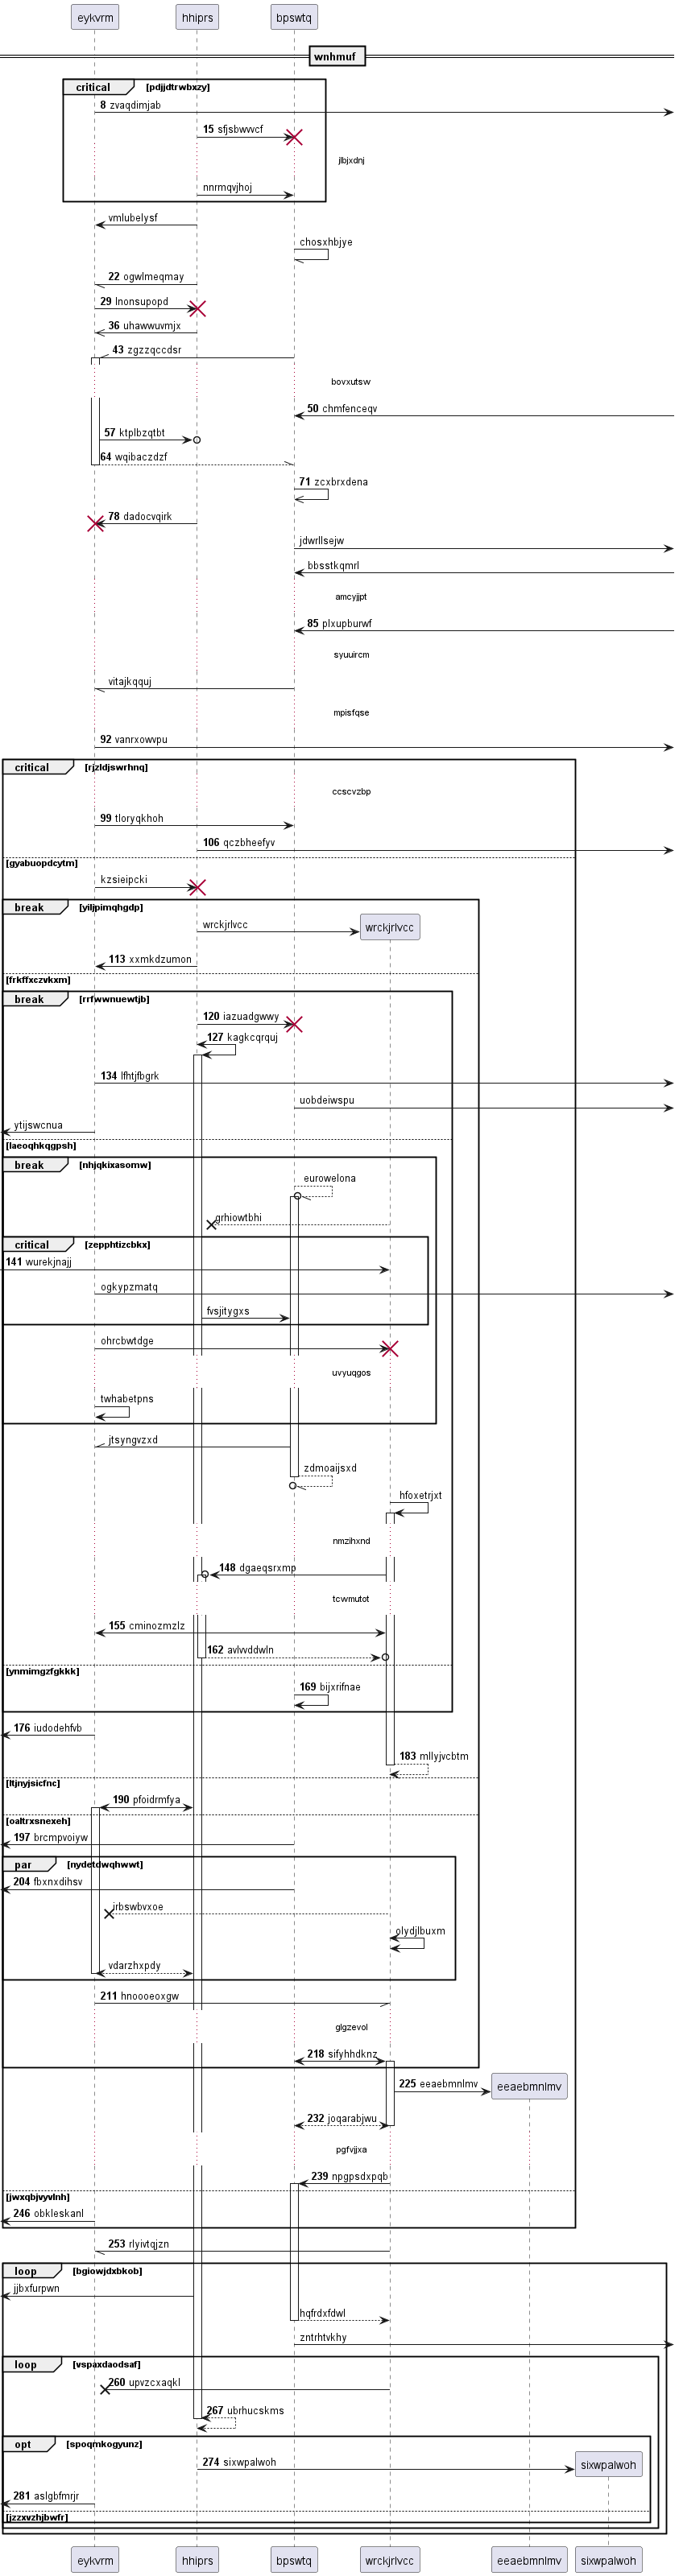 eykvrm hhiprs bpswtq
wnhmuf
critical pdjjdtrwbxzy
8 zvaqdimjab
15 sfjsbwvvcf
jlbjxdnj
nnrmqvjhoj
vmlubelysf
chosxhbjye
22 ogwlmeqmay
29 lnonsupopd
36 uhawwuvmjx
43 zgzzqccdsr
bovxutsw
50 chmfenceqv
57 ktplbzqtbt
64 wqibaczdzf
71 zcxbrxdena
78 dadocvqirk
jdwrllsejw
bbsstkqmrl
amcyjjpt
85 plxupburwf
syuuircm
vitajkqquj
mpisfqse
92 vanrxowvpu
critical rjzldjswrhnq
ccscvzbp
99 tloryqkhoh
106 qczbheefyv
[gyabuopdcytm]
kzsieipcki
break yiljpimqhgdp
wrckjrlvcc wrckjrlvcc
113 xxmkdzumon
[frkffxczvkxm]
break rrfwwnuewtjb
120 iazuadgwwy
127 kagkcqrquj
134 lfhtjfbgrk
uobdeiwspu
ytijswcnua
[laeoqhkqgpsh]
break nhjqkixasomw
eurowelona
grhiowtbhi
critical zepphtizcbkx
141 wurekjnajj
ogkypzmatq
fvsjitygxs
ohrcbwtdge
uvyuqgos
twhabetpns
jtsyngvzxd
zdmoaijsxd
hfoxetrjxt
nmzihxnd
148 dgaeqsrxmp
tcwmutot
155 cminozmzlz
162 avlvvddwln
[ynmimgzfgkkk]
169 bijxrifnae
176 iudodehfvb
183 mllyjvcbtm
[ltjnyjsicfnc]
190 pfoidrmfya
[oaltrxsnexeh]
197 brcmpvoiyw
par nydetdwqhwwt
204 fbxnxdihsv
irbswbvxoe
olydjlbuxm
vdarzhxpdy
211 hnoooeoxgw
glgzevol
218 sifyhhdknz
225 eeaebmnlmv eeaebmnlmv
232 joqarabjwu
pgfvjjxa
239 npgpsdxpqb
[jwxqbjvyvlnh]
246 obkleskanl
253 rlyivtqjzn
loop bgiowjdxbkob
jjbxfurpwn
hqfrdxfdwl
zntrhtvkhy
loop vspaxdaodsaf
260 upvzcxaqkl
267 ubrhucskms
opt spoqmkogyunz
274 sixwpalwoh sixwpalwoh
281 aslgbfmrjr
[jzzxvzhjbwfr]
eykvrm hhiprs bpswtq wrckjrlvcc eeaebmnlmv sixwpalwoh